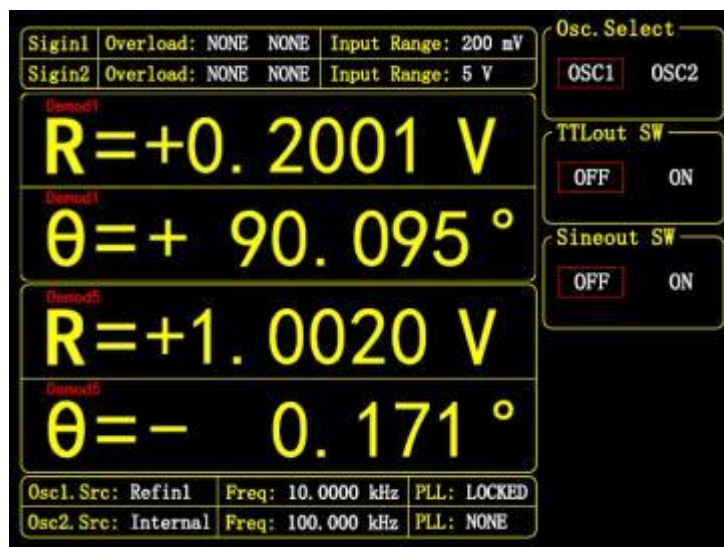 Sigin1 Overload: NONE NONE Input Range: 200 mV
Sigin2 Overload: NONE NONE Input Range: 5 V
Demod1
R=+0.2001 V
Demod1
θ=+ 90.095 °
Demod5
R=+1.0020 V
Demod5
θ=- 0.171 °
Osc1.Src: Refin1 Freq: 10.0000 kHz PLL: LOCKED
Osc2.Src: Internal Freq: 100.000 kHz PLL: NONE
Osc.Select
OSC1 OSC2
TTLout SW
OFF ON
Sineout SW
OFF ON